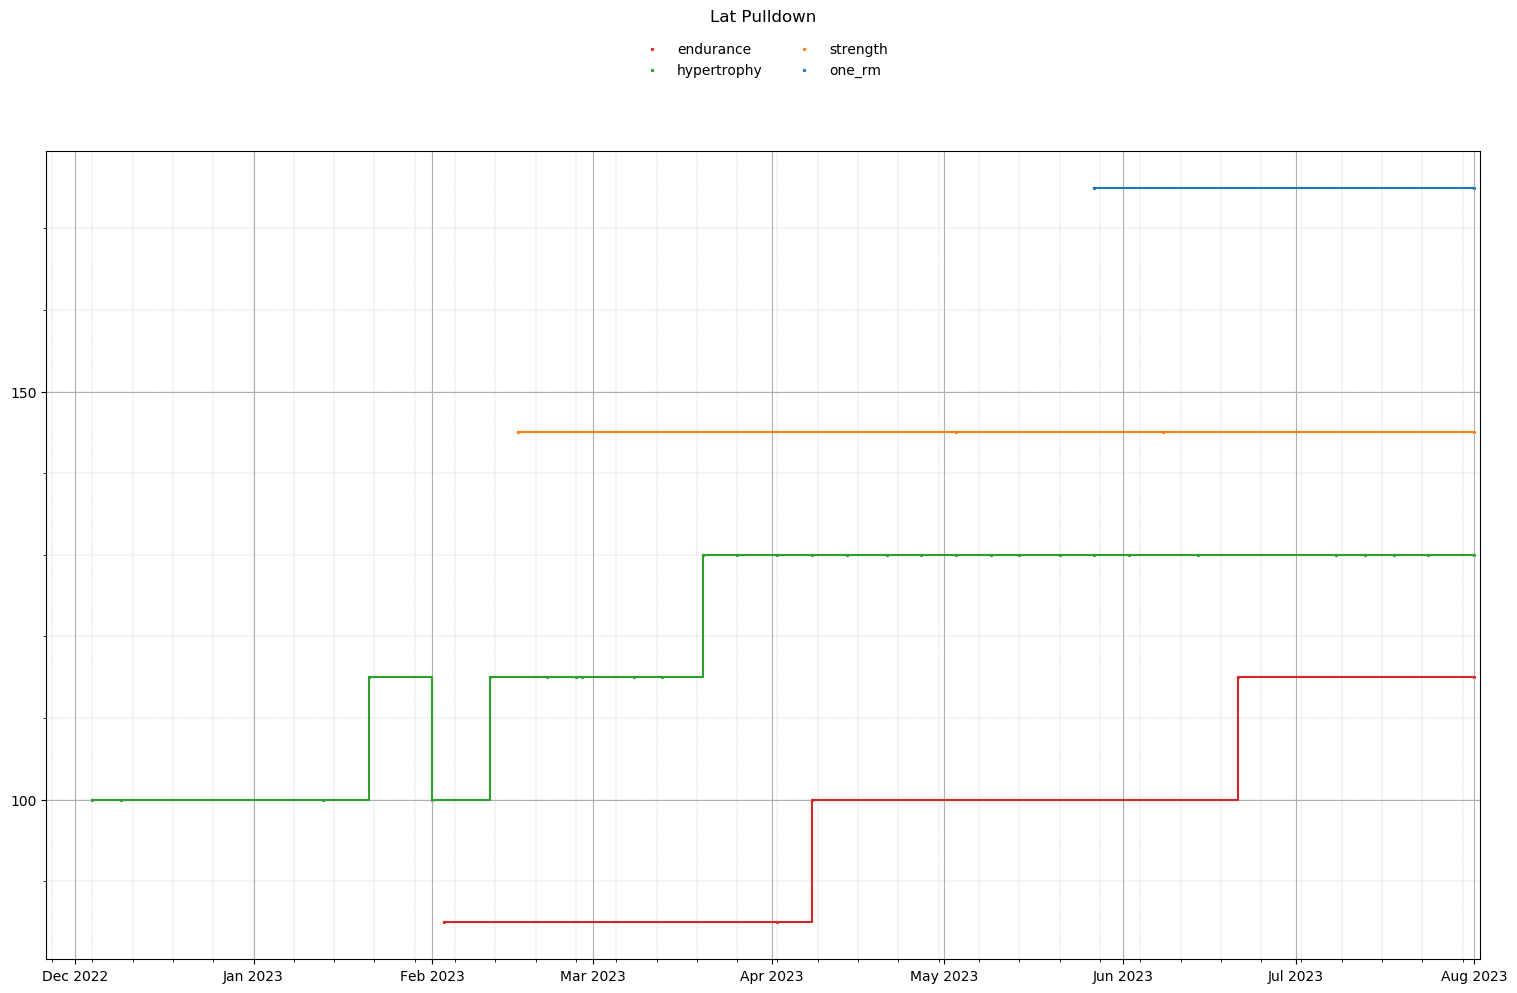 Lat Pulldown
endurance strength
hypertrophy one_rm
150
100
Dec 2022 Jan 2023 Feb 2023 Mar 2023 Apr 2023 May 2023 Jun 2023 Jul 2023 Aug 2023